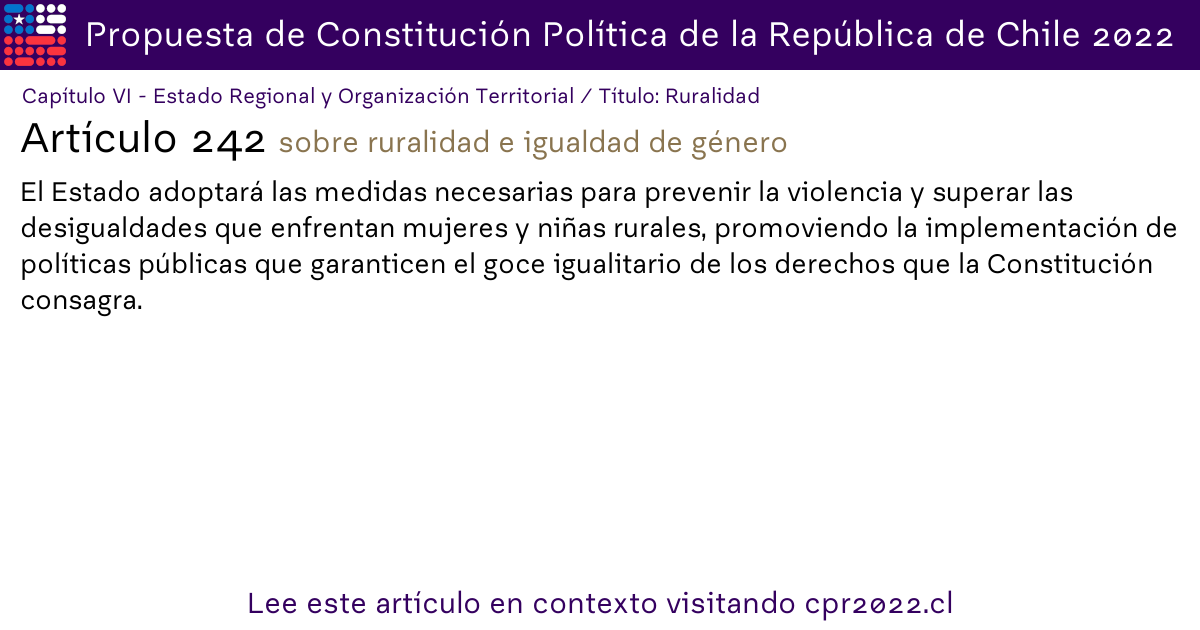 Propuesta de Constitución Política de la República de Chile 2022
Capítulo VI - Estado Regional y Organización Territorial / Título: Ruralidad
Artículo 242 sobre ruralidad e igualdad de género
El Estado adoptará las medidas necesarias para prevenir la violencia y superar las
desigualdades que enfrentan mujeres y niñas rurales, promoviendo la implementación de
políticas públicas que garanticen el goce igualitario de los derechos que la Constitución
consagra.
Lee este artículo en contexto visitando cpr2022.cl